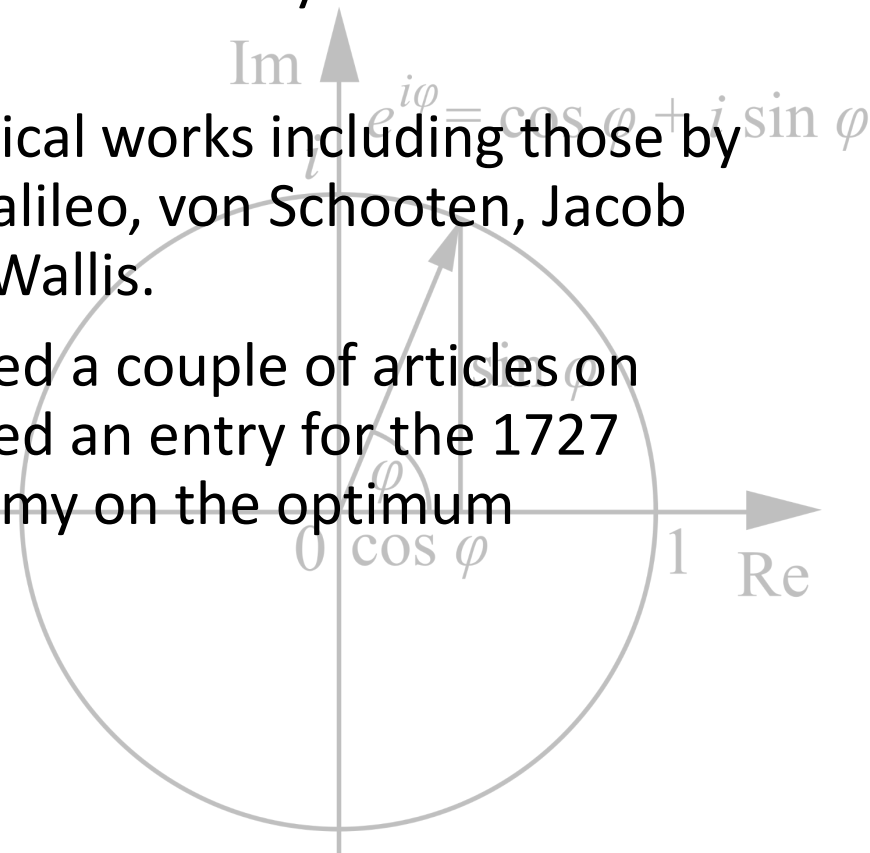 Im
e^{iφ} = cos φ + i sin φ
ical works including those by
i
alileo, von Schooten, Jacob
Wallis.
ed a couple of articles on
sin φ
ed an entry for the 1727
φ
my on the optimum
0 cos φ 1
Re